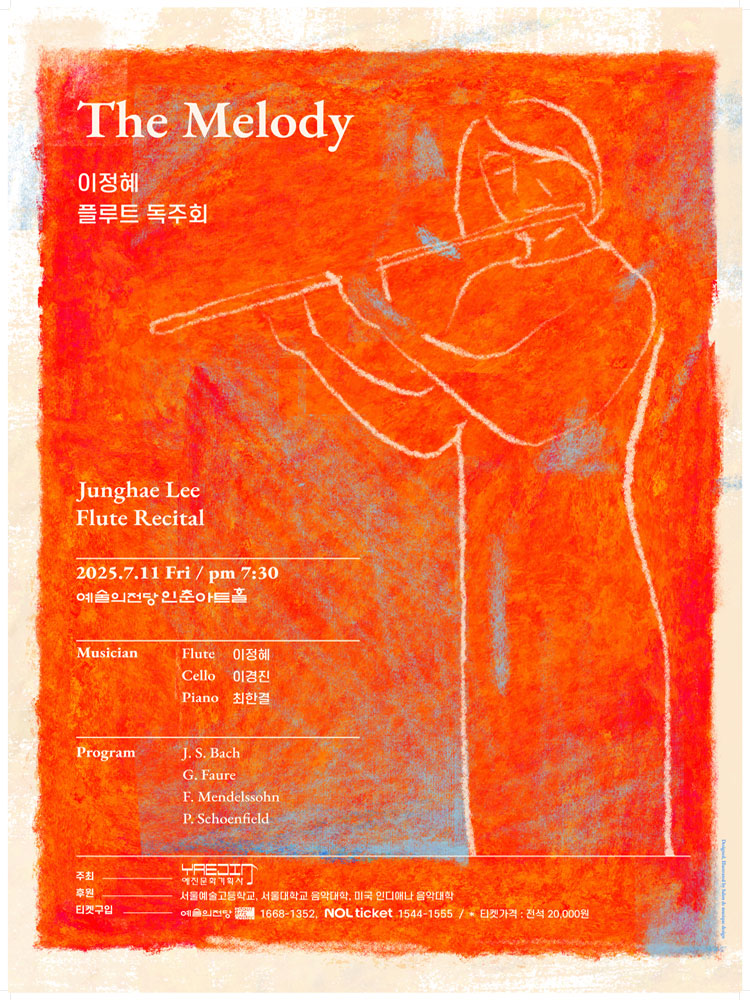 The Melody
이정혜
플루트 독주회
Junghae Lee
Flute Recital
2025.7.11 Fri / pm 7:30
예술의전당 인춘아트홀
Musician
Flute 이정혜
Cello 이경진
Piano 최한결
Program
J. S. Bach
G. Faure
F. Mendelssohn
P. Schoenfield
주최 YAEJIN 예진문화기획사
후원 서울예술고등학교, 서울대학교 음악대학, 미국 인디애나 음악대학
티켓구입 예술의전당 1668-1352, NOL ticket 1544-1555 / * 티켓가격 : 전석 20,000원